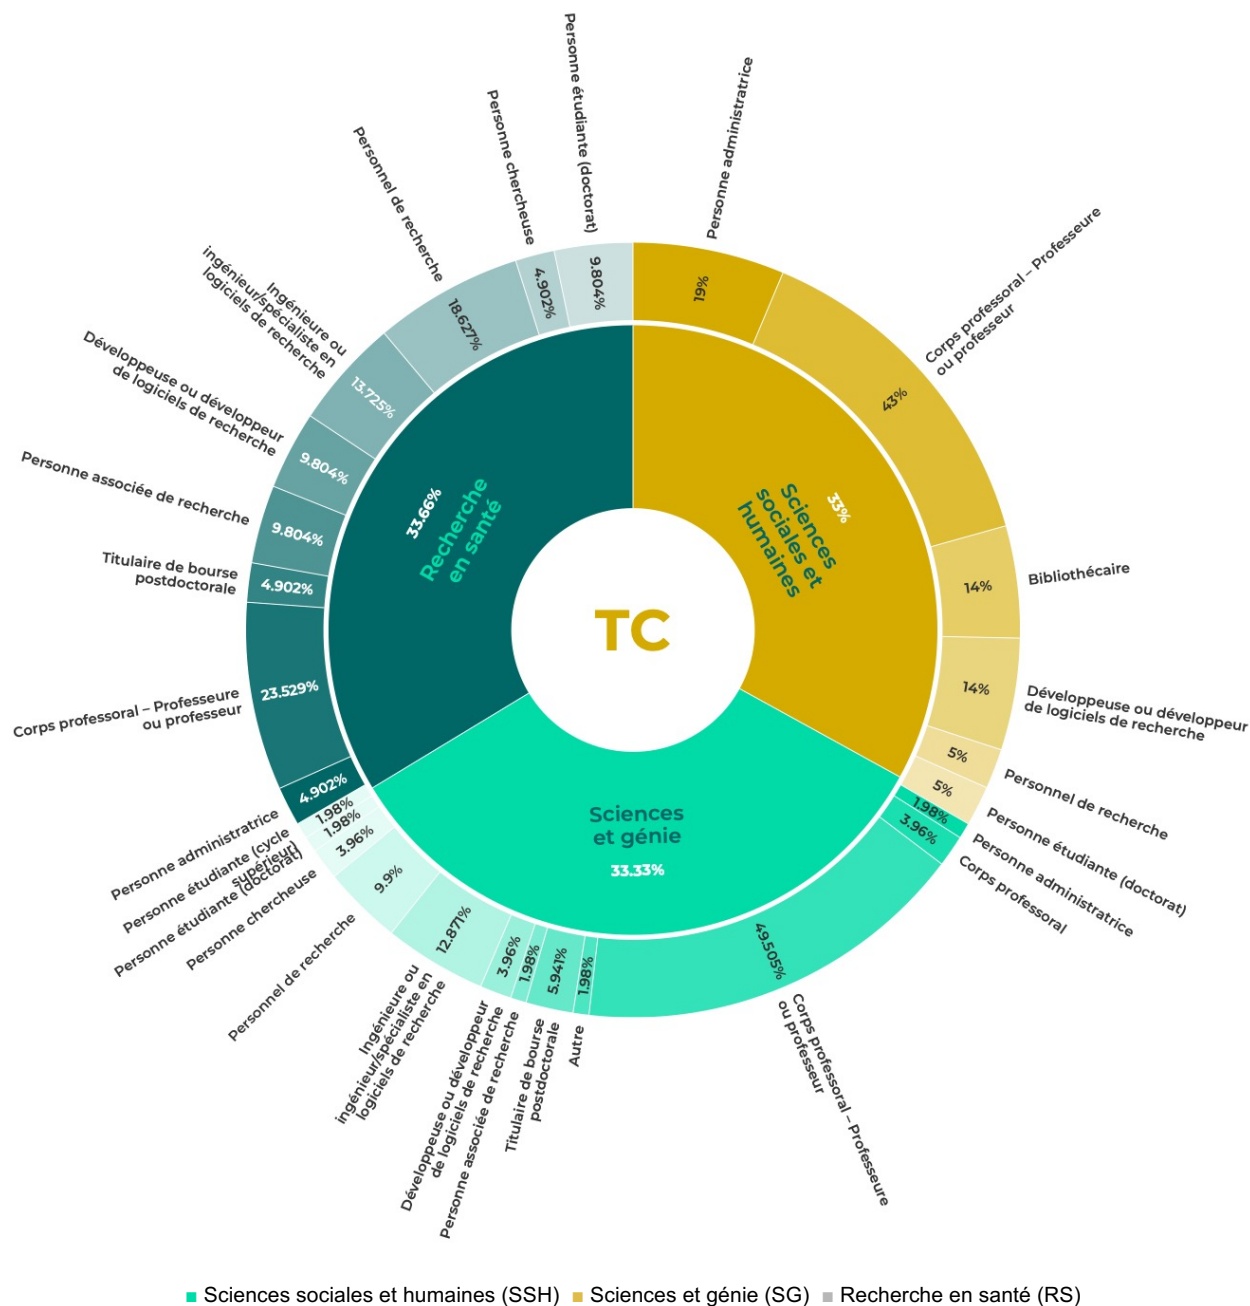 Personne administratrice
19%
Corps professoral – Professeure
ou professeur
43%
Bibliothécaire
14%
Développeuse ou développeur
de logiciels de recherche
14%
Personnel de recherche
5%
Personne étudiante (doctorat)
5%
Sciences
sociales et
humaines
33%
Personne administratrice
1.98%
Corps professoral
3.96%
Corps professoral – Professeure
ou professeur
49.505%
Autre
1.98%
Titulaire de bourse
postdoctorale
5.941%
Personne associée de recherche
1.98%
Développeuse ou développeur
de logiciels de recherche
3.96%
Ingénieure ou
ingénieur/spécialiste en
logiciels de recherche
12.871%
Personnel de recherche
9.9%
Personne chercheuse
3.96%
Personne étudiante (doctorat)
1.98%
Personne étudiante (cycle
supérieur)
1.98%
Sciences
et génie
33.33%
Personne administratrice
4.902%
Corps professoral – Professeure
ou professeur
23.529%
Titulaire de bourse
postdoctorale
4.902%
Personne associée de recherche
9.804%
Développeuse ou développeur
de logiciels de recherche
9.804%
Ingénieure ou
ingénieur/spécialiste en
logiciels de recherche
13.725%
Personnel de recherche
18.627%
Personne chercheuse
4.902%
Personne étudiante (doctorat)
9.804%
Recherche
en santé
33.66%
TC
Sciences sociales et humaines (SSH) Sciences et génie (SG) Recherche en santé (RS)